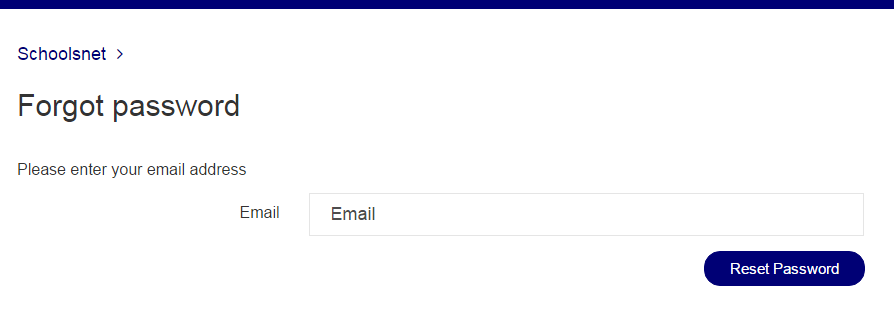 Schoolsnet >
Forgot password
Please enter your email address
Email
Email
Reset Password